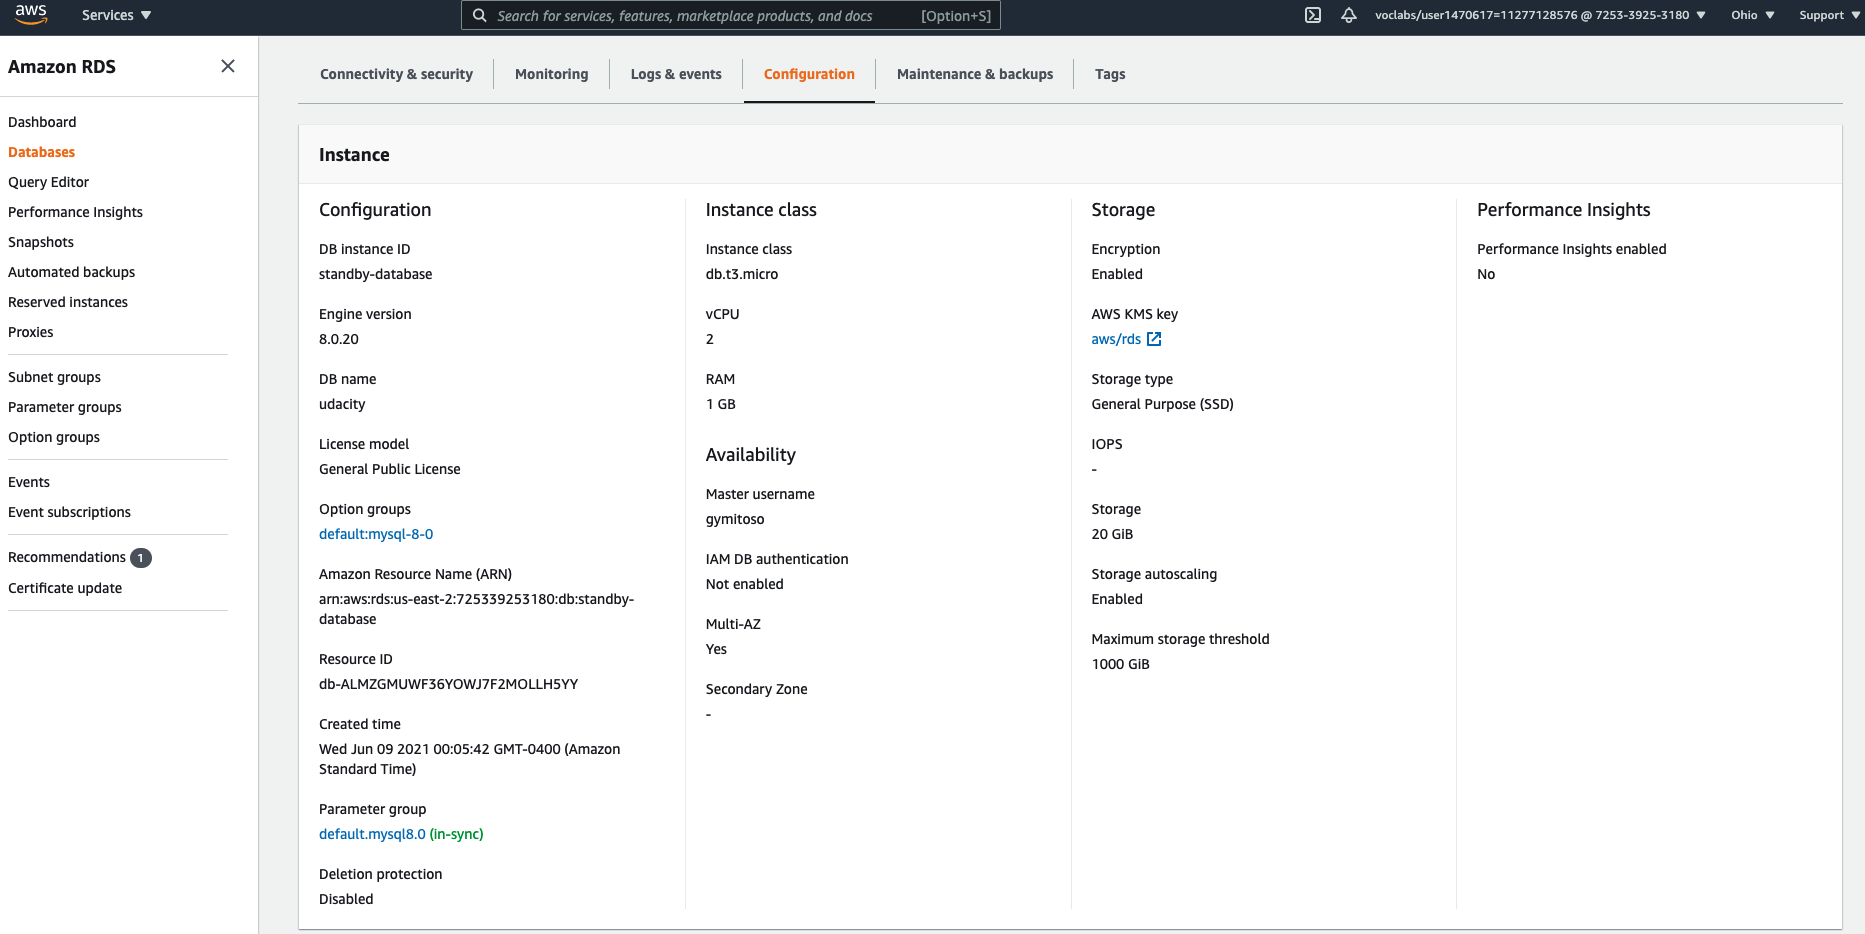 aws
Services
Search for services, features, marketplace products, and docs
[Option+S]
voclabs/user1470617=11277128576 @ 7253-3925-3180
Ohio
Support
Amazon RDS
Dashboard
Databases
Query Editor
Performance Insights
Snapshots
Automated backups
Reserved instances
Proxies
Subnet groups
Parameter groups
Option groups
Events
Event subscriptions
Recommendations 1
Certificate update
Connectivity & security
Monitoring
Logs & events
Configuration
Maintenance & backups
Tags
Instance
Configuration
DB instance ID
standby-database
Engine version
8.0.20
DB name
udacity
License model
General Public License
Option groups
default:mysql-8-0
Amazon Resource Name (ARN)
arn:aws:rds:us-east-2:725339253180:db:standby-
database
Resource ID
db-ALMZGMUWF36YOWJ7F2MOLLH5YY
Created time
Wed Jun 09 2021 00:05:42 GMT-0400 (Amazon
Standard Time)
Parameter group
default.mysql8.0 (in-sync)
Deletion protection
Disabled
Instance class
Instance class
db.t3.micro
vCPU
2
RAM
1 GB
Availability
Master username
gymitoso
IAM DB authentication
Not enabled
Multi-AZ
Yes
Secondary Zone
-
Storage
Encryption
Enabled
AWS KMS key
aws/rds
Storage type
General Purpose (SSD)
IOPS
-
Storage
20 GiB
Storage autoscaling
Enabled
Maximum storage threshold
1000 GiB
Performance Insights
Performance Insights enabled
No